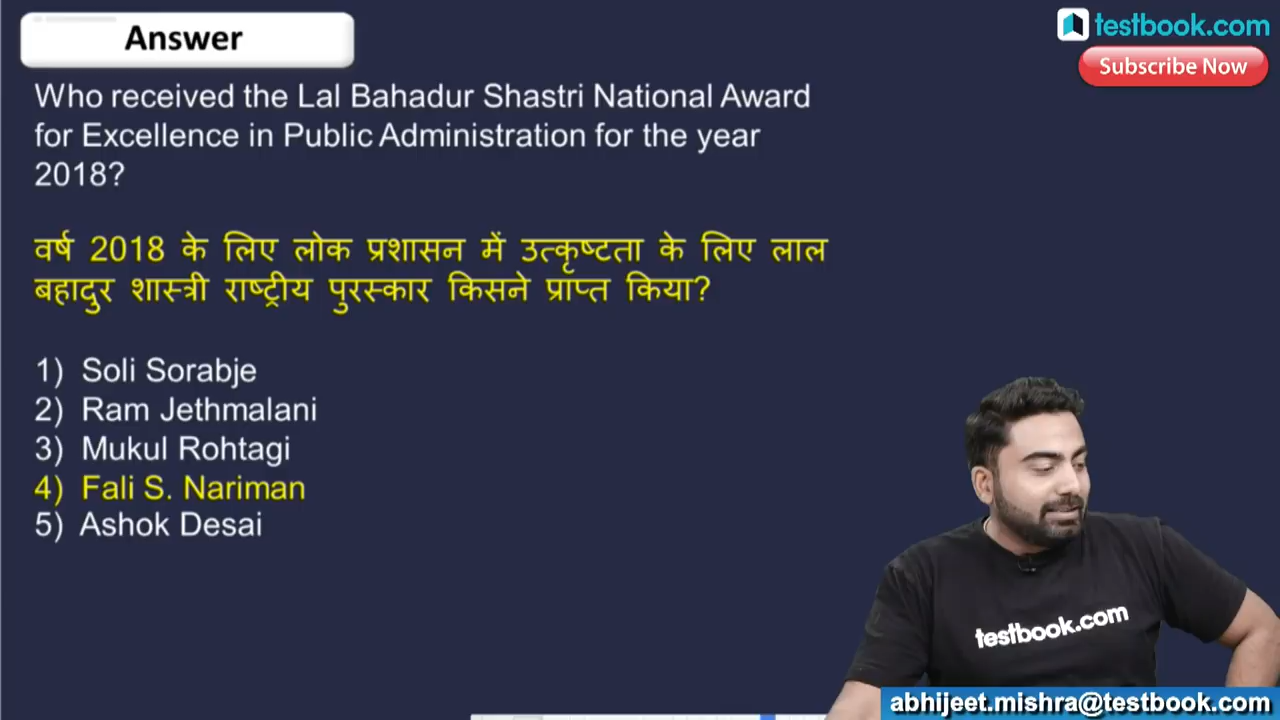 Answer
testbook.com
Subscribe Now
Who received the Lal Bahadur Shastri National Award
for Excellence in Public Administration for the year
2018?
वर्ष 2018 के लिए लोक प्रशासन में उत्कृष्टता के लिए लाल
बहादुर शास्त्री राष्ट्रीय पुरस्कार किसने प्राप्त किया?
1) Soli Sorabje
2) Ram Jethmalani
3) Mukul Rohtagi
4) Fali S. Nariman
5) Ashok Desai
testbook.com
abhijeet.mishra@testbook.com